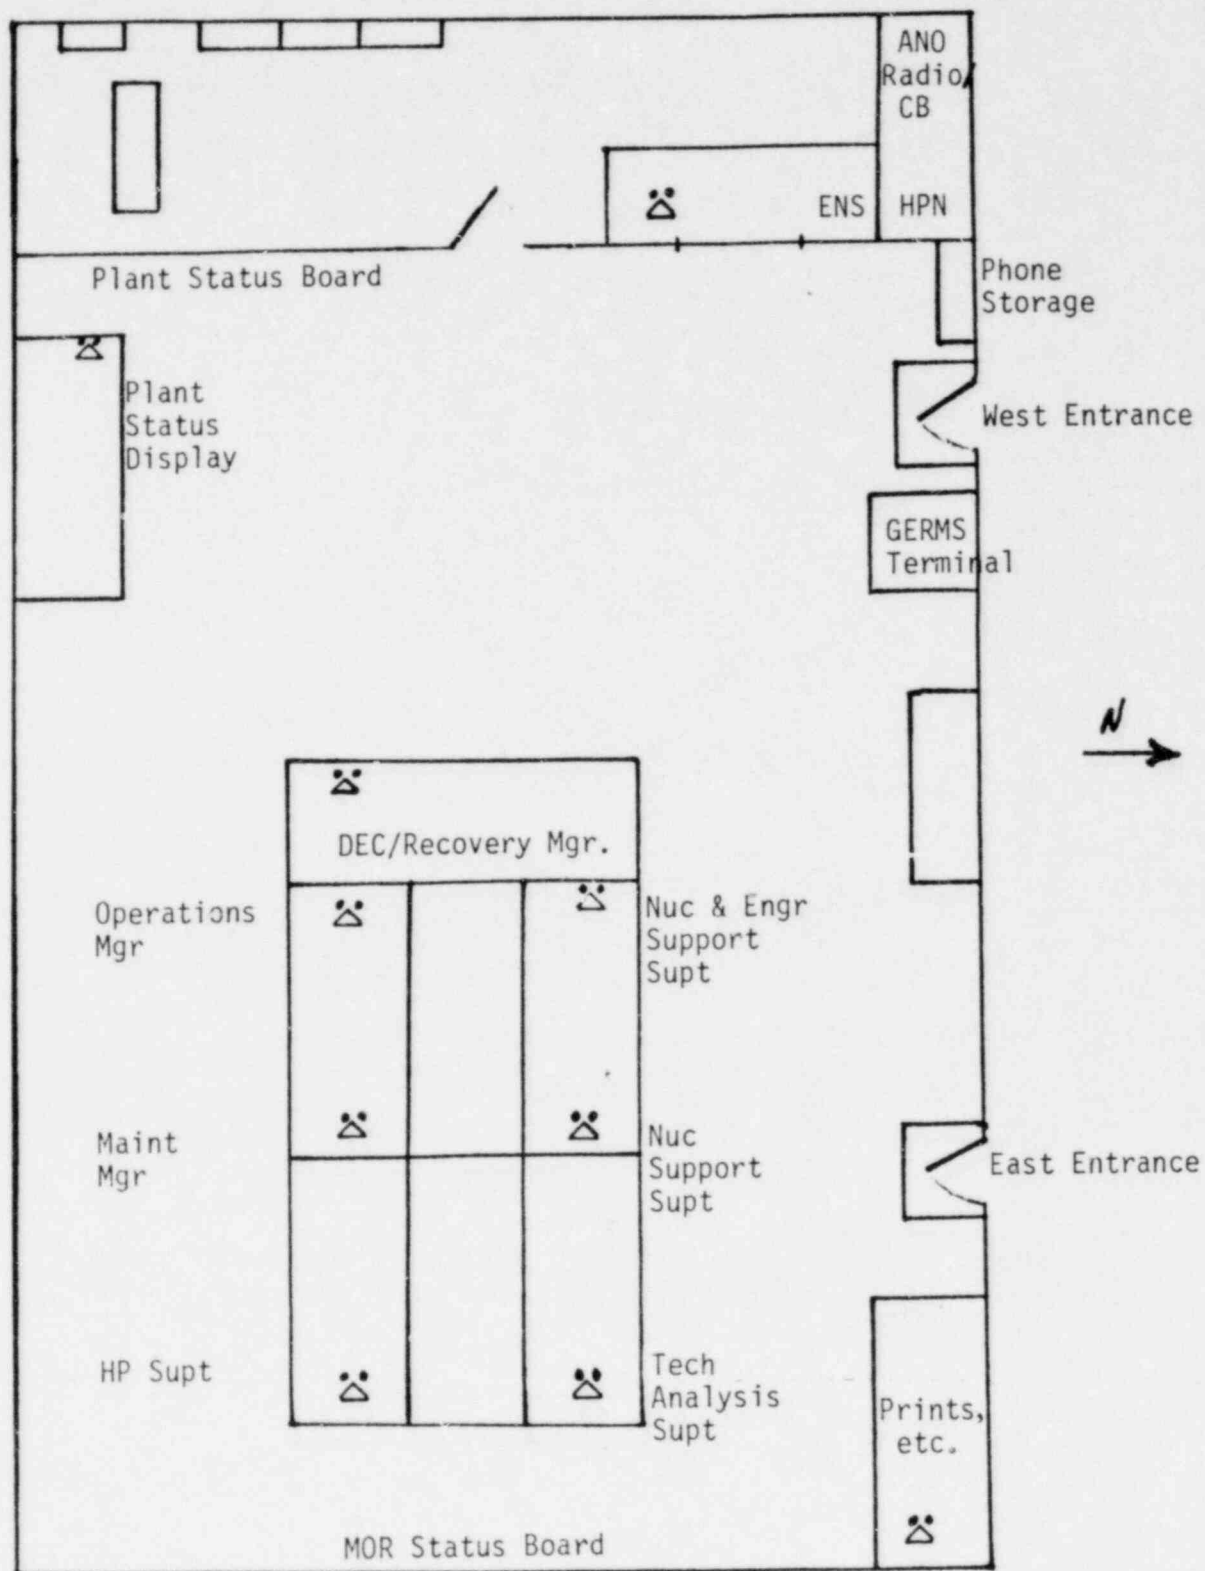 ANO
Radio/
CB
ENS
HPN
Plant Status Board
Phone
Storage
Plant
Status
Display
West Entrance
GERMS
Terminal
N
DEC/Recovery Mgr.
Operations
Mgr
Nuc & Engr
Support
Supt
Maint
Mgr
Nuc
Support
Supt
East Entrance
HP Supt
Tech
Analysis
Supt
Prints,
etc.
MOR Status Board